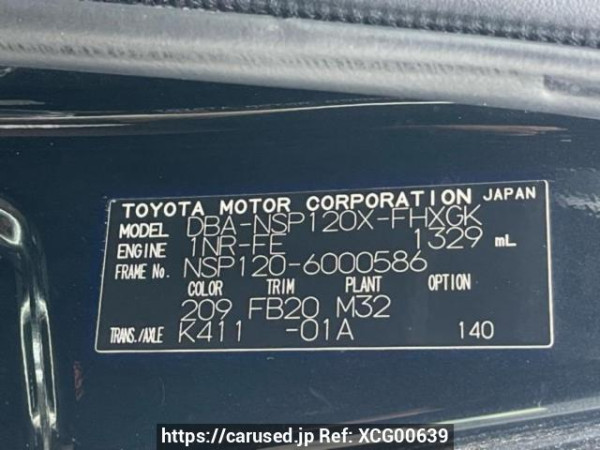 TOYOTA MOTOR CORPORATION JAPAN
MODEL DBA-NSP120X-FHXGK
ENGINE 1NR-FE 1329 mL
FRAME No. NSP120-6000586
COLOR TRIM PLANT OPTION
209 FB20 M32
TRANS./AXLE K411 -01A 140
https://carused.jp Ref: XCG00639